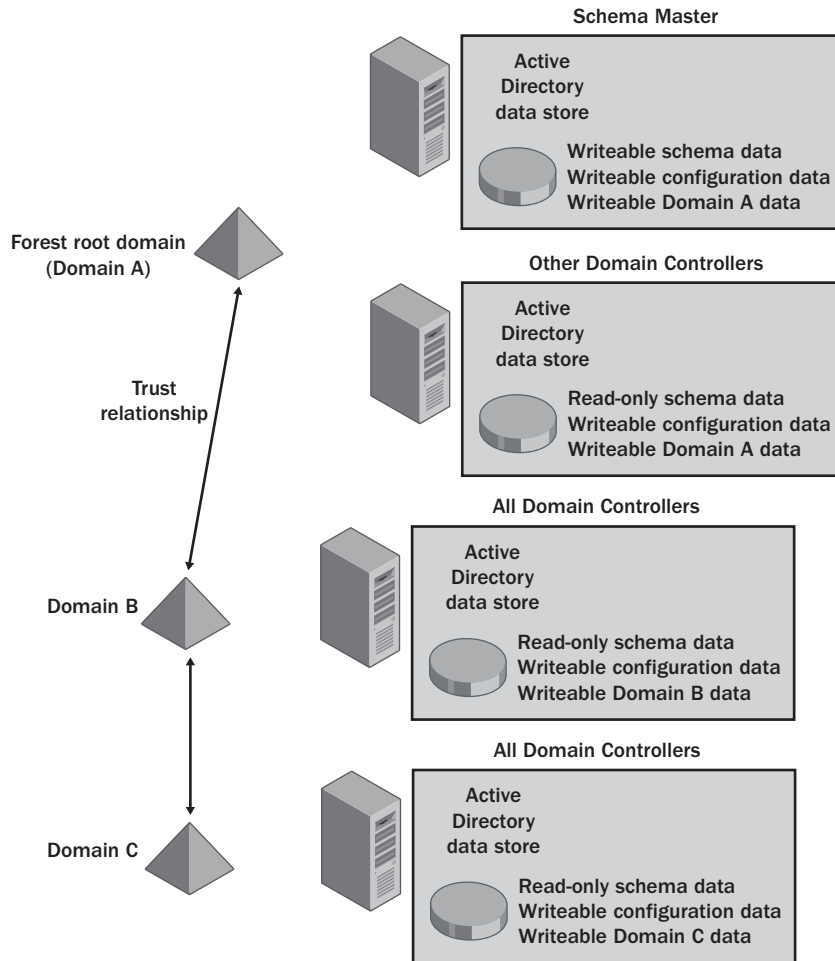 Schema Master
Active
Directory
data store
Writeable schema data
Writeable configuration data
Writeable Domain A data
Forest root domain
(Domain A)
Other Domain Controllers
Active
Directory
data store
Read-only schema data
Writeable configuration data
Writeable Domain A data
Trust
relationship
All Domain Controllers
Active
Directory
data store
Read-only schema data
Writeable configuration data
Writeable Domain B data
Domain B
All Domain Controllers
Active
Directory
data store
Read-only schema data
Writeable configuration data
Writeable Domain C data
Domain C